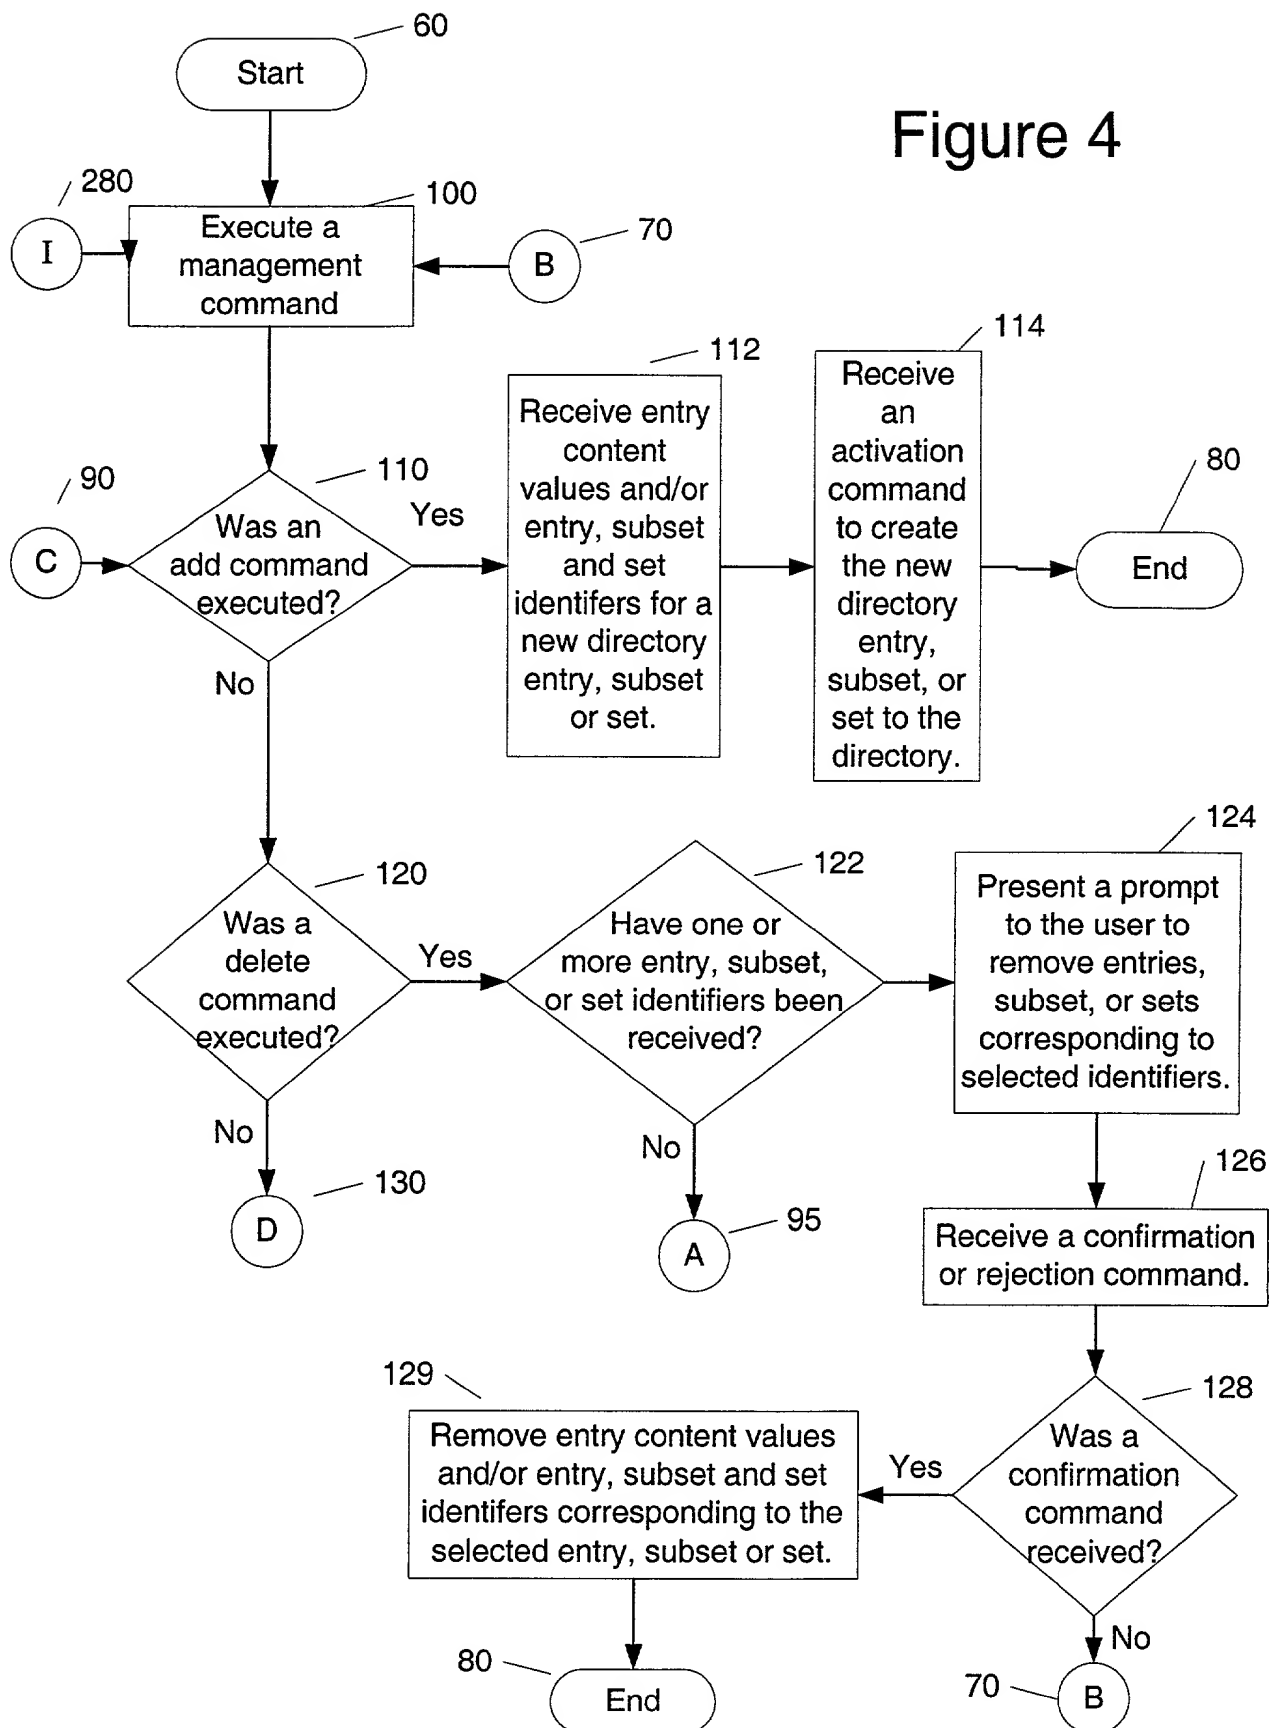 60
Start
Figure 4
280
100
I
Execute a
management
command
70
B
112
114
Receive entry
content
values and/or
entry, subset
and set
identifers for a
new directory
entry, subset
or set.
Receive
an
activation
command
to create
the new
directory
entry,
subset, or
set to the
directory.
90
110
C
Was an
add command
executed?
Yes
80
End
No
120
Was a
delete
command
executed?
Yes
122
Have one or
more entry, subset,
or set identifiers been
received?
124
Present a prompt
to the user to
remove entries,
subset, or sets
corresponding to
selected identifiers.
No
130
D
No
95
A
126
Receive a confirmation
or rejection command.
129
Remove entry content values
and/or entry, subset and set
identifers corresponding to the
selected entry, subset or set.
Yes
128
Was a
confirmation
command
received?
80
End
No
70
B